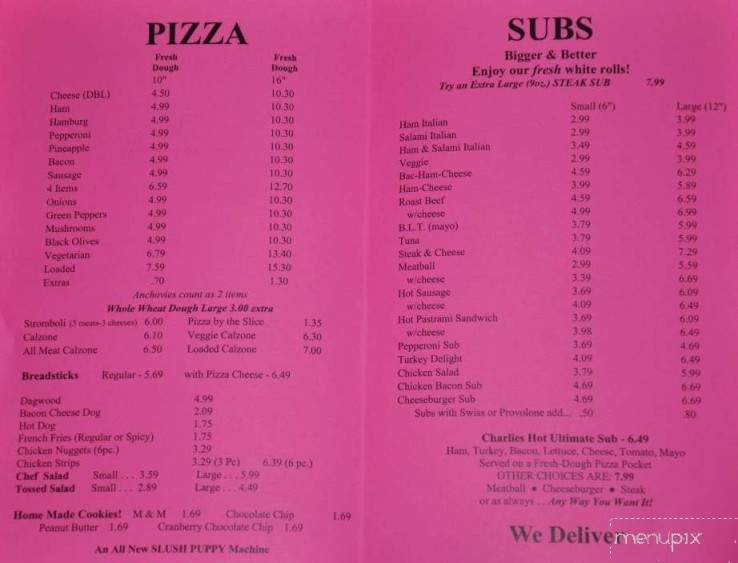 PIZZA
Fresh Dough Fresh Dough
10" 16"
Cheese (DBL) 4.50 10.30
Ham 4.99 10.30
Hamburg 4.99 10.30
Pepperoni 4.99 10.30
Pineapple 4.99 10.30
Bacon 4.99 10.30
Sausage 4.99 10.30
4 Items 6.59 12.70
Onions 4.99 10.30
Green Peppers 4.99 10.30
Mushrooms 4.99 10.30
Black Olives 4.99 10.30
Vegetarian 6.79 13.40
Loaded 7.59 15.30
Extras .70 1.30
Anchovies count as 2 items
Whole Wheat Dough Large 3.00 extra
Stromboli (3 meats-3 cheeses) 6.00 Pizza by the Slice 1.35
Calzone 6.10 Veggie Calzone 6.30
All Meat Calzone 6.50 Loaded Calzone 7.00
Breadsticks Regular - 5.69 with Pizza Cheese - 6.49
Dagwood 4.99
Bacon Cheese Dog 2.09
Hot Dog 1.75
French Fries (Regular or Spicy) 1.75
Chicken Nuggets (6pc.) 3.29
Chicken Strips 3.29 (3 Pc) 6.39 (6 pc.)
Chef Salad Small . . . 3.59 Large . . . 5.99
Tossed Salad Small . . . 2.89 Large . . . 4.49
Home Made Cookies! M & M 1.69 Chocolate Chip 1.69
Peanut Butter 1.69 Cranberry Chocolate Chip 1.69
An All New SLUSH PUPPY Machine
SUBS
Bigger & Better
Enjoy our fresh white rolls!
Try an Extra Large (9oz.) STEAK SUB 7.99
Small (6") Large (12")
Ham Italian 2.99 3.99
Salami Italian 2.99 3.99
Ham & Salami Italian 3.49 4.59
Veggie 2.99 3.99
Bac-Ham-Cheese 4.59 6.29
Ham-Cheese 3.99 5.89
Roast Beef 4.59 6.59
w/cheese 4.99 6.99
B.L.T. (mayo) 3.79 5.99
Tuna 3.79 5.99
Steak & Cheese 4.09 7.29
Meatball 2.99 5.59
w/cheese 3.39 6.69
Hot Sausage 3.69 6.09
w/cheese 4.09 6.49
Hot Pastrami Sandwich 3.69 6.09
w/cheese 3.98 6.49
Pepperoni Sub 3.69 4.69
Turkey Delight 4.09 6.49
Chicken Salad 3.79 5.99
Chicken Bacon Sub 4.69 6.69
Cheeseburger Sub 4.69 6.69
Subs with Swiss or Provolone add... .50 .80
Charlies Hot Ultimate Sub - 6.49
Ham, Turkey, Bacon, Lettuce, Cheese, Tomato, Mayo
Served on a Fresh-Dough Pizza Pocket
OTHER CHOICES ARE: 7.99
Meatball • Cheeseburger • Steak
or as always . . . Any Way You Want It!
We Deliver
menupix